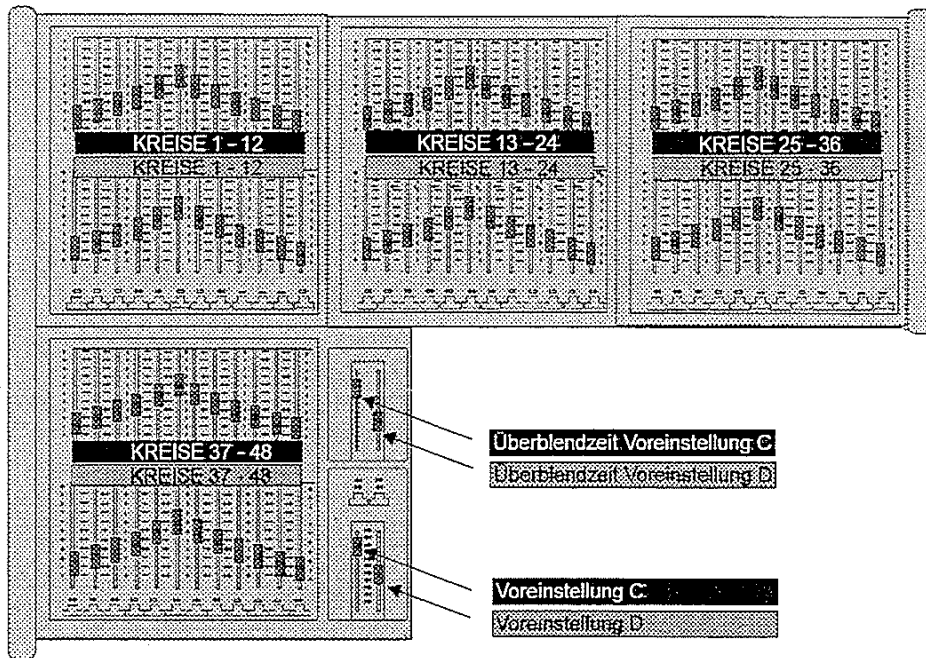 KREISE 1 - 12
KREISE 1 - 12
KREISE 13 - 24
KREISE 13 - 24
KREISE 25 - 36
KREISE 25 - 36
KREISE 37 - 48
KREISE 37 - 48
Überblendzeit Voreinstellung C
Überblendzeit Voreinstellung D
Voreinstellung C
Voreinstellung D